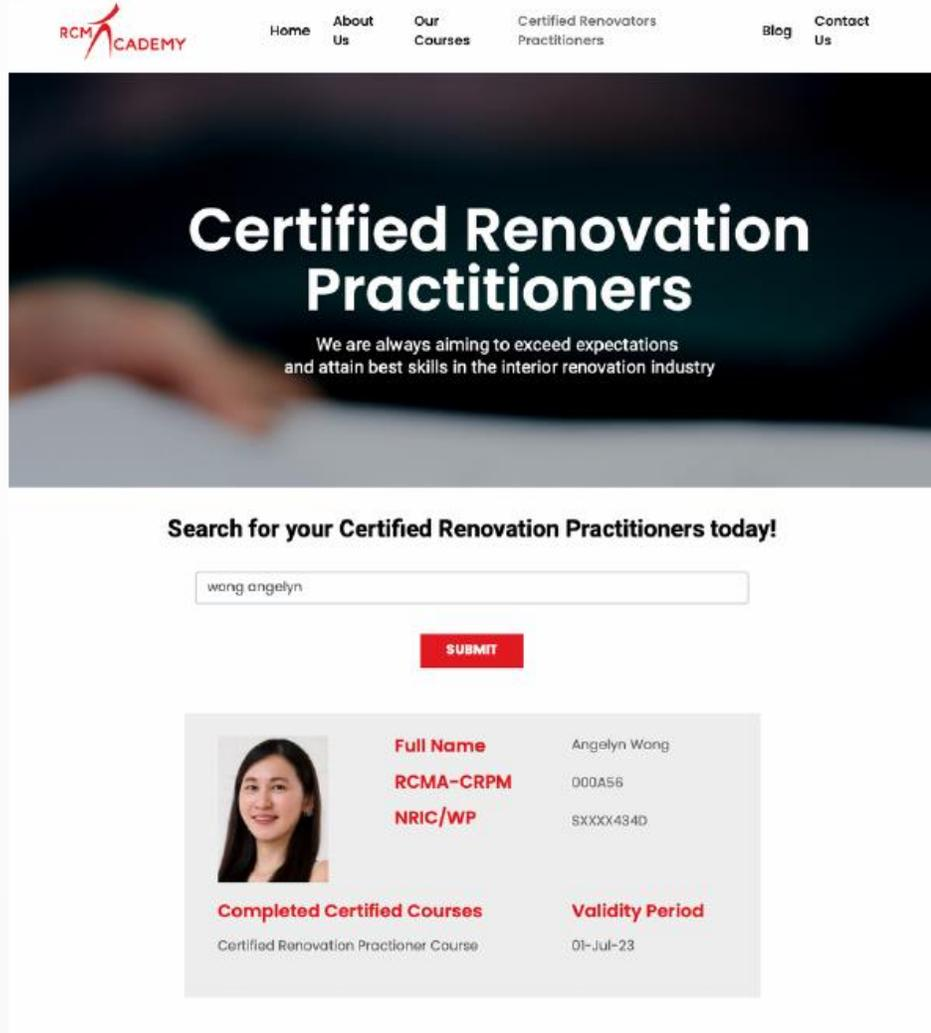 RCM ACADEMY
Home
About Us
Our Courses
Certified Renovators Practitioners
Blog
Contact Us
Certified Renovation
Practitioners
We are always aiming to exceed expectations
and attain best skills in the interior renovation industry
Search for your Certified Renovation Practitioners today!
wong angelyn
SUBMIT
Full Name Angelyn Wong
RCMA-CRPM 000A56
NRIC/WP SXXXX434D
Completed Certified Courses Validity Period
Certified Renovation Practioner Course 01-Jul-23